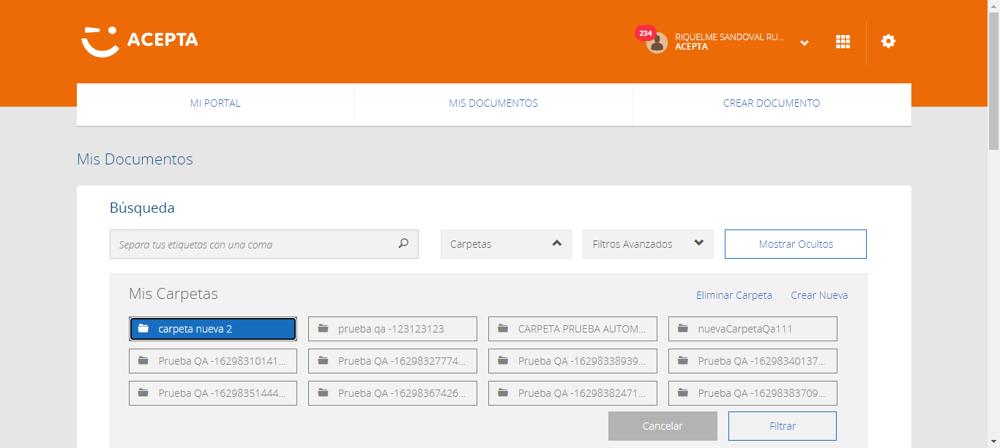 ACEPTA
234
RIQUELME SANDOVAL RU...
ACEPTA
MI PORTAL
MIS DOCUMENTOS
CREAR DOCUMENTO
Mis Documentos
Búsqueda
Separa tus etiquetas con una coma
Carpetas
Filtros Avanzados
Mostrar Ocultos
Mis Carpetas
Eliminar Carpeta
Crear Nueva
carpeta nueva 2
prueba qa -123123123
CARPETA PRUEBA AUTOM...
nuevaCarpetaQa111
Prueba QA -16298310141...
Prueba QA -16298327774...
Prueba QA -16298338939...
Prueba QA -16298340137...
Prueba QA -16298351444...
Prueba QA -16298367426...
Prueba QA -16298382471...
Prueba QA -16298383709...
Cancelar
Filtrar